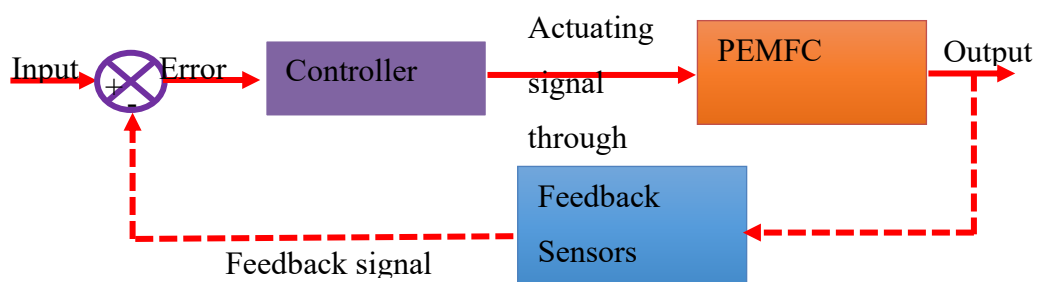 Input
+
-
Error
Controller
Actuating
signal
through
PEMFC
Output
Feedback
Sensors
Feedback signal